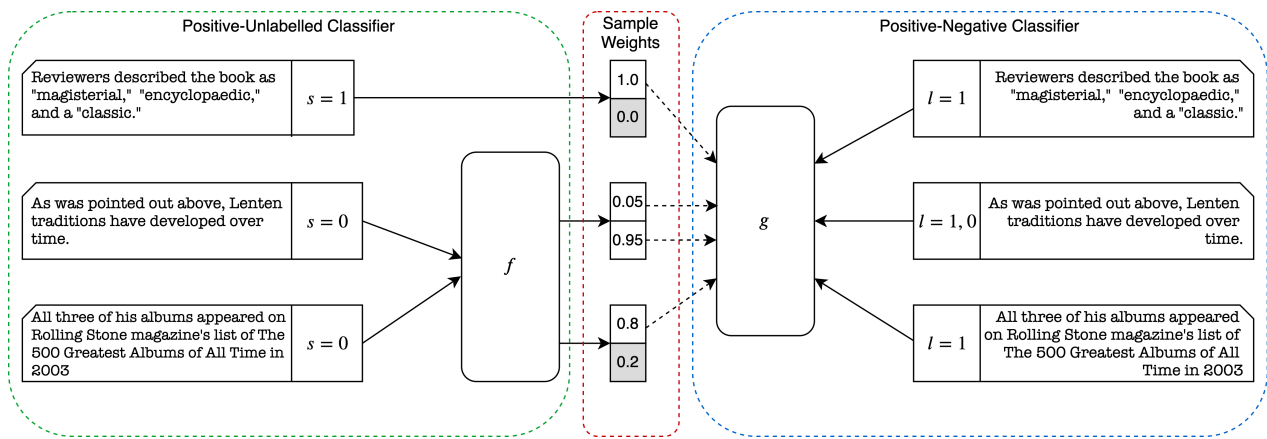 Positive-Unlabelled Classifier
Sample
Weights
Positive-Negative Classifier
Reviewers described the book as
"magisterial," "encyclopaedic,"
and a "classic."
s = 1
1.0
0.0
l = 1
Reviewers described the book as
"magisterial," "encyclopaedic,"
and a "classic."
As was pointed out above, Lenten
traditions have developed over
time.
s = 0
f
0.05
0.95
g
l = 1, 0
As was pointed out above, Lenten
traditions have developed over
time.
All three of his albums appeared on
Rolling Stone magazine's list of The
500 Greatest Albums of All Time in
2003
s = 0
0.8
0.2
l = 1
All three of his albums appeared
on Rolling Stone magazine's list of
The 500 Greatest Albums of All
Time in 2003